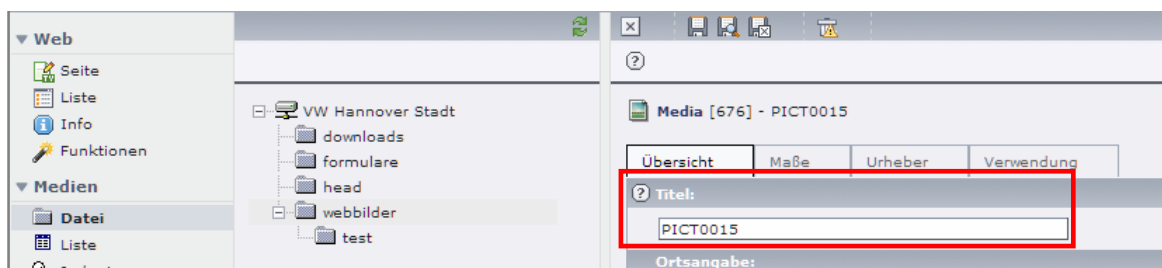 Web
Seite
Liste
Info
Funktionen
Medien
Datei
Liste
VW Hannover Stadt
downloads
formulare
head
webbilder
test
Media [676] - PICT0015
Übersicht Maße Urheber Verwendung
Titel:
PICT0015
Ortsangabe: